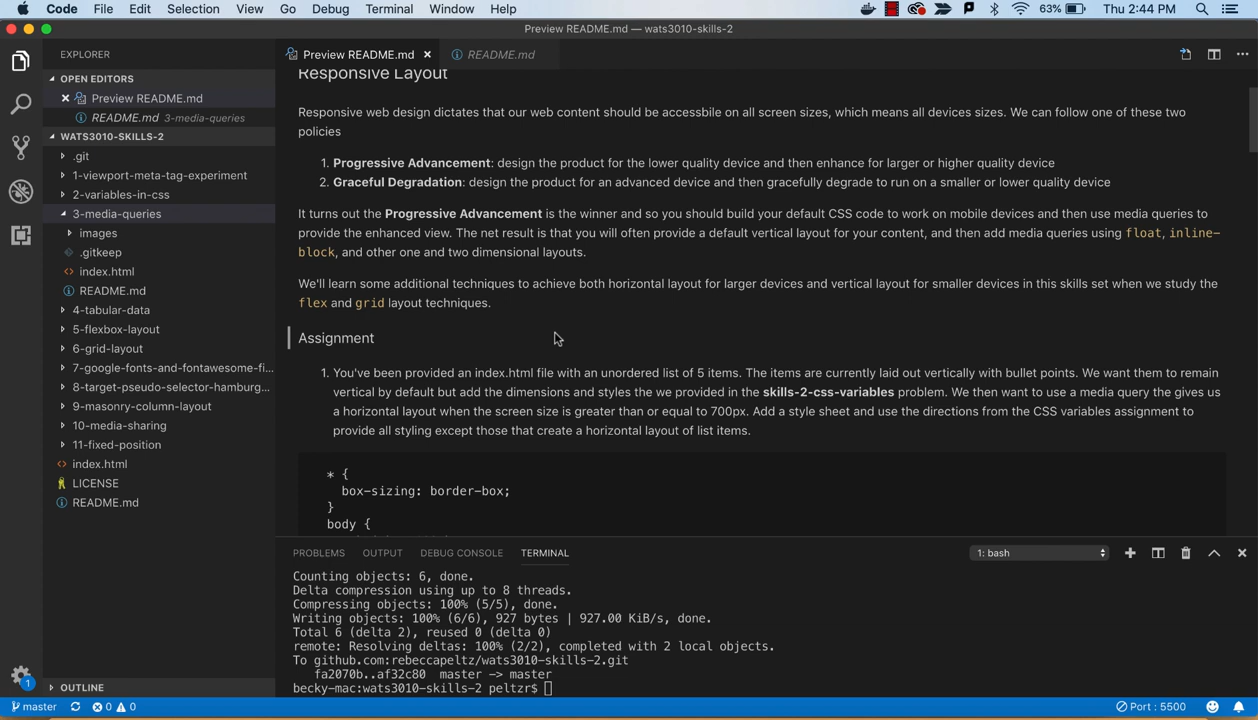 Code File Edit Selection View Go Debug Terminal Window Help 63% Thu 2:44 PM
Preview README.md — wats3010-skills-2
EXPLORER
OPEN EDITORS
Preview README.md
README.md 3-media-queries
WATS3010-SKILLS-2
.git
1-viewport-meta-tag-experiment
2-variables-in-css
3-media-queries
images
.gitkeep
index.html
README.md
4-tabular-data
5-flexbox-layout
6-grid-layout
7-google-fonts-and-fontawesome-fi...
8-target-pseudo-selector-hamburg...
9-masonry-column-layout
10-media-sharing
11-fixed-position
index.html
LICENSE
README.md
OUTLINE
Preview README.md README.md
Responsive Layout
Responsive web design dictates that our web content should be accessbile on all screen sizes, which means all devices sizes. We can follow one of these two
policies
1. Progressive Advancement: design the product for the lower quality device and then enhance for larger or higher quality device
2. Graceful Degradation: design the product for an advanced device and then gracefully degrade to run on a smaller or lower quality device
It turns out the Progressive Advancement is the winner and so you should build your default CSS code to work on mobile devices and then use media queries to
provide the enhanced view. The net result is that you will often provide a default vertical layout for your content, and then add media queries using float, inline-
block, and other one and two dimensional layouts.
We'll learn some additional techniques to achieve both horizontal layout for larger devices and vertical layout for smaller devices in this skills set when we study the
flex and grid layout techniques.
Assignment
1. You've been provided an index.html file with an unordered list of 5 items. The items are currently laid out vertically with bullet points. We want them to remain
vertical by default but add the dimensions and styles the we provided in the skills-2-css-variables problem. We then want to use a media query the gives us
a horizontal layout when the screen size is greater than or equal to 700px. Add a style sheet and use the directions from the CSS variables assignment to
provide all styling except those that create a horizontal layout of list items.
* {
box-sizing: border-box;
}
body {
PROBLEMS OUTPUT DEBUG CONSOLE TERMINAL 1: bash
Counting objects: 6, done.
Delta compression using up to 8 threads.
Compressing objects: 100% (5/5), done.
Writing objects: 100% (6/6), 927 bytes | 927.00 KiB/s, done.
Total 6 (delta 2), reused 0 (delta 0)
remote: Resolving deltas: 100% (2/2), completed with 2 local objects.
To github.com:rebeccapeltz/wats3010-skills-2.git
fa2070b..af32c80 master -> master
becky-mac:wats3010-skills-2 peltzr$
1
master 0 0 Port : 5500